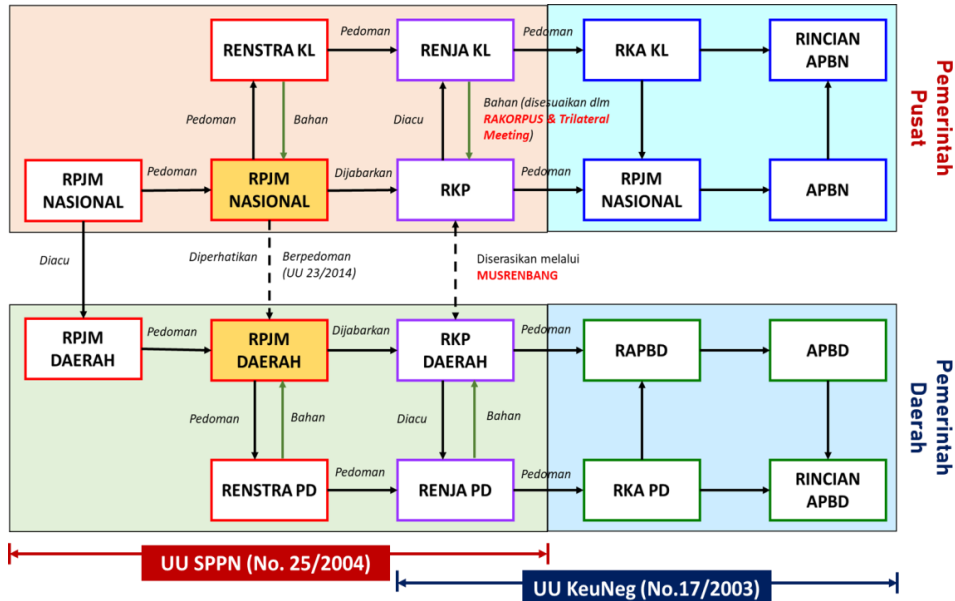 Pedoman
Pedoman
RENSTRA KL
RENJA KL
RKA KL
RINCIAN
APBN
Pedoman
Bahan
Diacu
Bahan (disesuaikan dlm
RAKORPUS & Trilateral
Meeting)
RPJM
NASIONAL
Pedoman
RPJM
NASIONAL
Dijabarkan
RKP
Pedoman
RPJM
NASIONAL
APBN
Pemerintah
Pusat
Diacu
Diperhatikan
Berpedoman
(UU 23/2014)
Diserasikan melalui
MUSRENBANG
RPJM
DAERAH
Pedoman
RPJM
DAERAH
Dijabarkan
RKP
DAERAH
Pedoman
RAPBD
APBD
Pedoman
Bahan
Diacu
Bahan
RENSTRA PD
Pedoman
RENJA PD
Pedoman
RKA PD
RINCIAN
APBD
Pemerintah
Daerah
UU SPPN (No. 25/2004)
UU KeuNeg (No.17/2003)